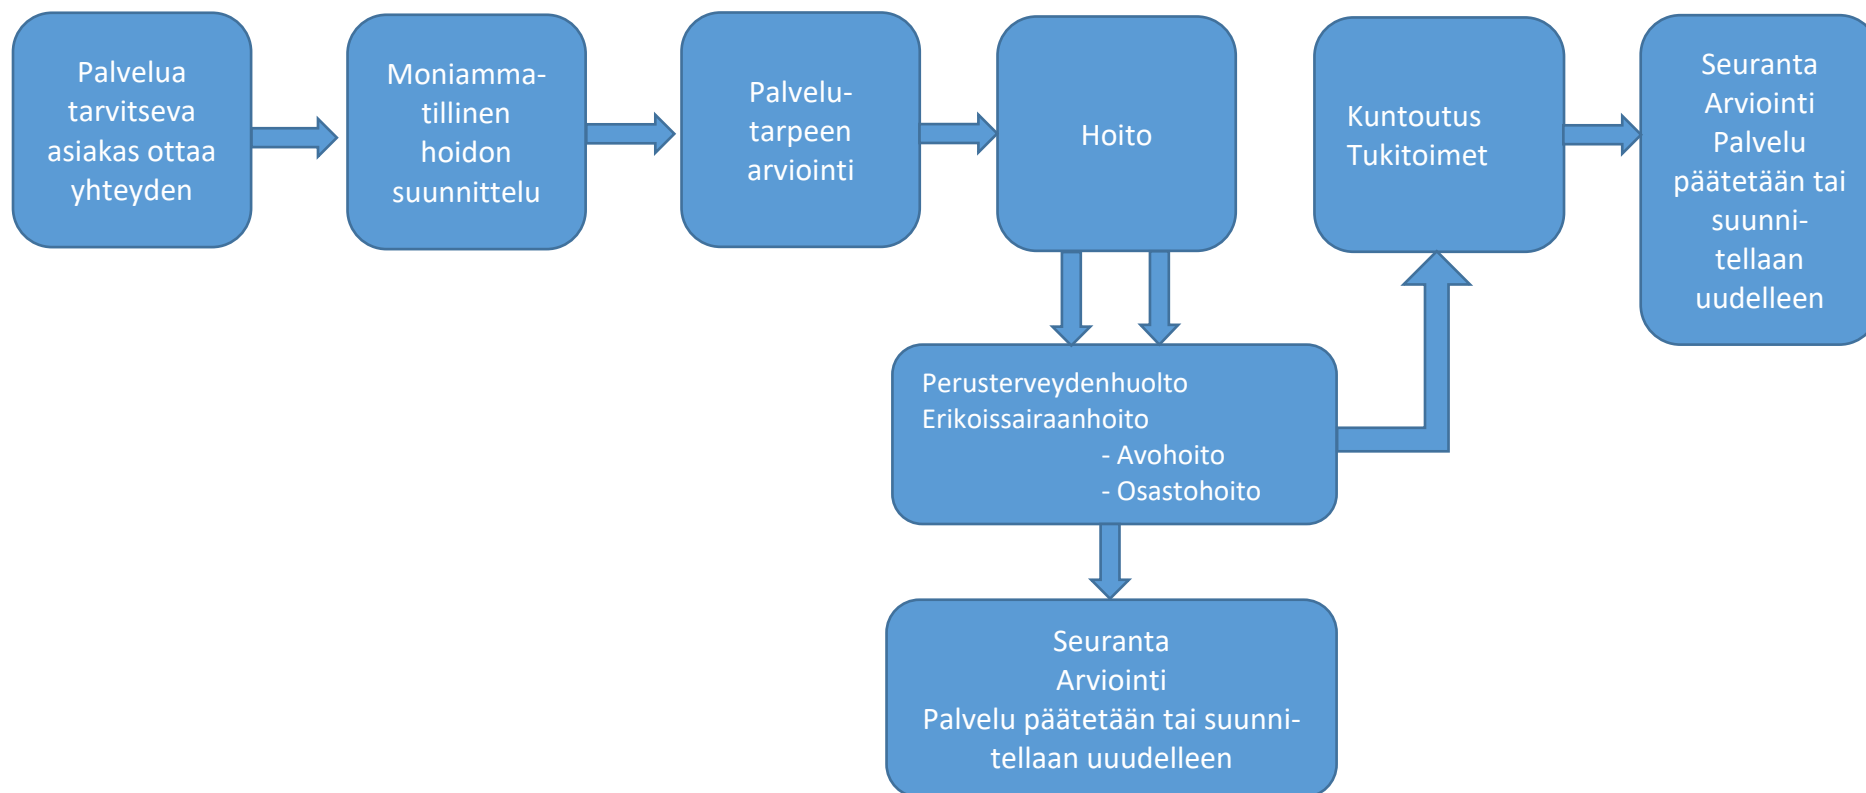 Palvelua
tarvitseva
asiakas ottaa
yhteyden
Moniamma-
tillinen
hoidon
suunnittelu
Palvelu-
tarpeen
arviointi
Hoito
Kuntoutus
Tukitoimet
Seuranta
Arviointi
Palvelu
päätetään tai
suunni-
tellaan
uudelleen
Perusterveydenhuolto
Erikoissairaanhoito
- Avohoito
- Osastohoito
Seuranta
Arviointi
Palvelu päätetään tai suunni-
tellaan uuudelleen